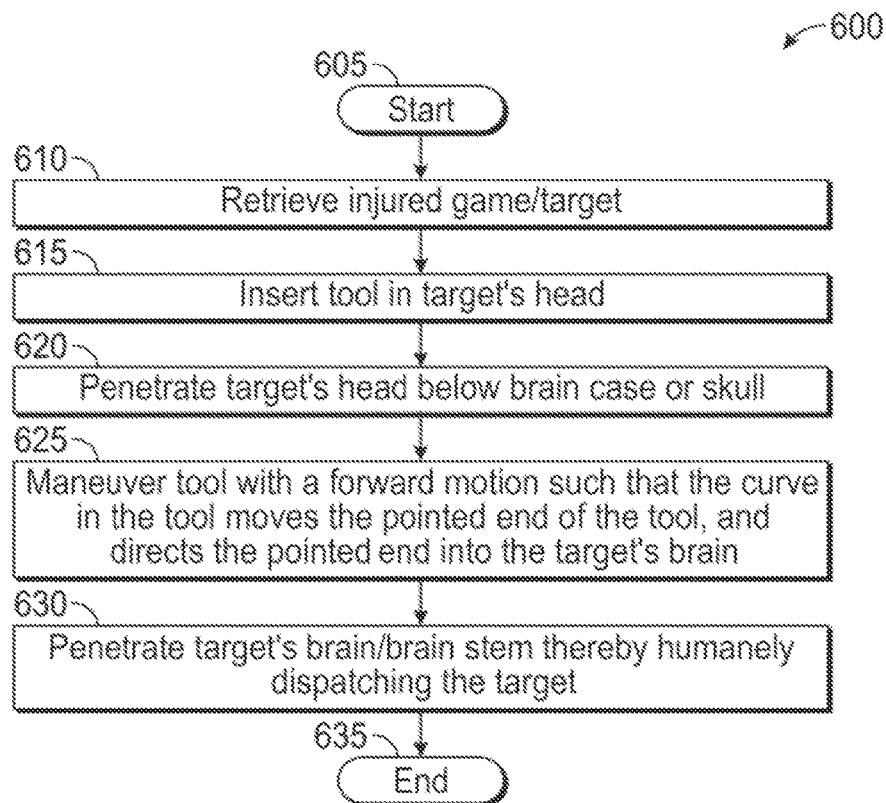 600
605
Start
610
Retrieve injured game/target
615
Insert tool in target's head
620
Penetrate target's head below brain case or skull
625
Maneuver tool with a forward motion such that the curve
in the tool moves the pointed end of the tool, and
directs the pointed end into the target's brain
630
Penetrate target's brain/brain stem thereby humanely
dispatching the target
635
End